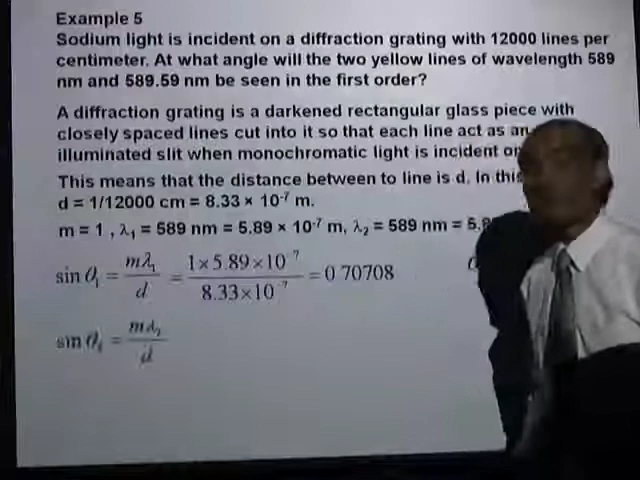 Example 5
Sodium light is incident on a diffraction grating with 12000 lines per
centimeter. At what angle will the two yellow lines of wavelength 589
nm and 589.59 nm be seen in the first order?
A diffraction grating is a darkened rectangular glass piece with
closely spaced lines cut into it so that each line act as an
illuminated slit when monochromatic light is incident
This means that the distance between to line is d. In
d = 1/12000 cm = 8.33 × 10⁻⁷ m.
m = 1 , λ₁ = 589 nm = 5.89 × 10⁻⁷ m, λ₂ = 589 nm =
sin θ₁ = mλ₁/d = 1×5.89×10⁻⁷/8.33×10⁻⁷ = 0.70708
sin = mλ₂/d